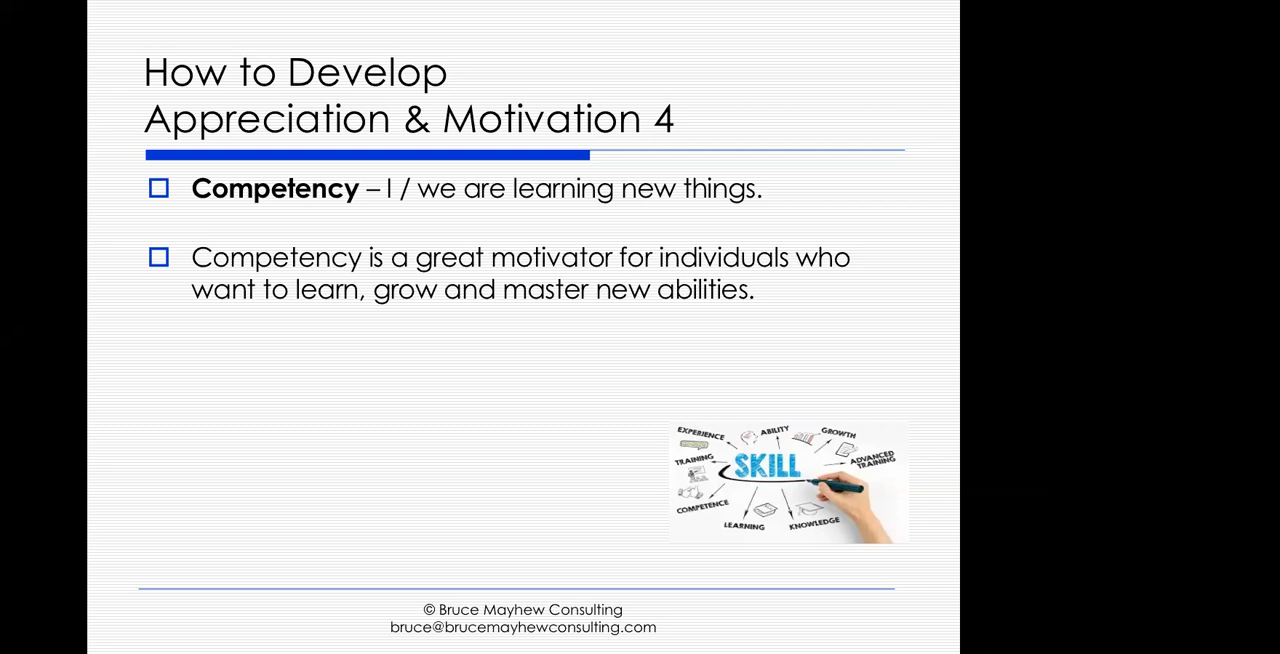 How to Develop
Appreciation & Motivation 4
Competency – I / we are learning new things.
Competency is a great motivator for individuals who
want to learn, grow and master new abilities.
EXPERIENCE
ABILITY
GROWTH
TRAINING
SKILL
ADVANCED
TRAINING
COMPETENCE
LEARNING
KNOWLEDGE
© Bruce Mayhew Consulting
bruce@brucemayhewconsulting.com